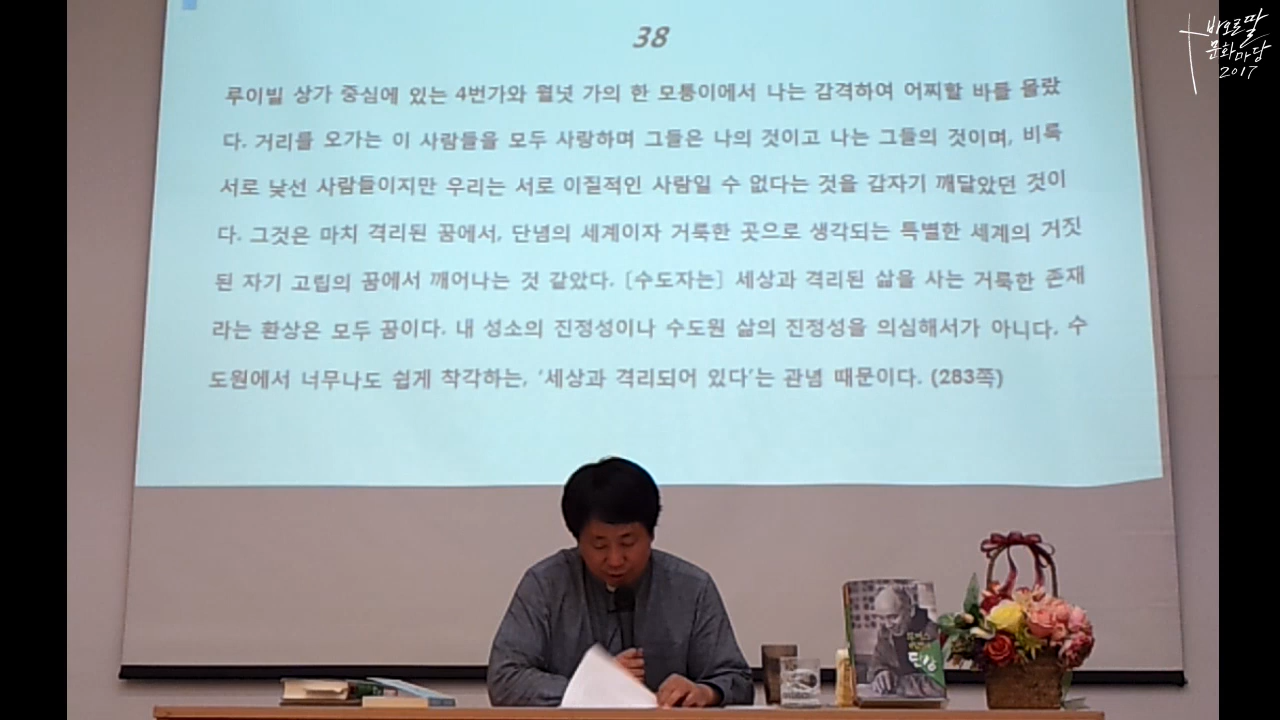 바오로딸
문화마당
2017
38
루이빌 상가 중심에 있는 4번가와 월넛 가의 한 모퉁이에서 나는 감격하여 어찌할 바를 몰랐
다. 거리를 오가는 이 사람들을 모두 사랑하며 그들은 나의 것이고 나는 그들의 것이며, 비록
서로 낯선 사람들이지만 우리는 서로 이질적인 사람일 수 없다는 것을 갑자기 깨달았던 것이
다. 그것은 마치 격리된 꿈에서, 단념의 세계이자 거룩한 곳으로 생각되는 특별한 세계의 거짓
된 자기 고립의 꿈에서 깨어나는 것 같았다. [수도자는] 세상과 격리된 삶을 사는 거룩한 존재
라는 환상은 모두 꿈이다. 내 성소의 진정성이나 수도원 삶의 진정성을 의심해서가 아니다. 수
도원에서 너무나도 쉽게 착각하는, ‘세상과 격리되어 있다’는 관념 때문이다. (283쪽)
토머스
단상